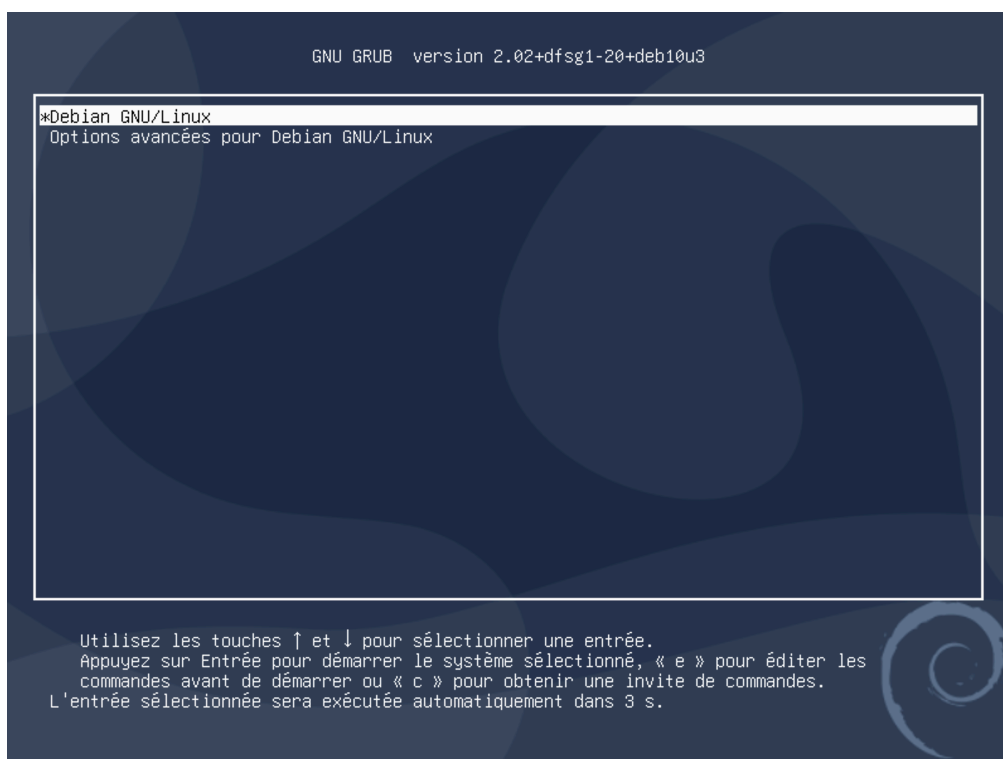 GNU GRUB  version 2.02+dfsg1-20+deb10u3
*Debian GNU/Linux
Options avancées pour Debian GNU/Linux
Utilisez les touches ↑ et ↓ pour sélectionner une entrée.
Appuyez sur Entrée pour démarrer le système sélectionné, « e » pour éditer les
commandes avant de démarrer ou « c » pour obtenir une invite de commandes.
L'entrée sélectionnée sera exécutée automatiquement dans 3 s.